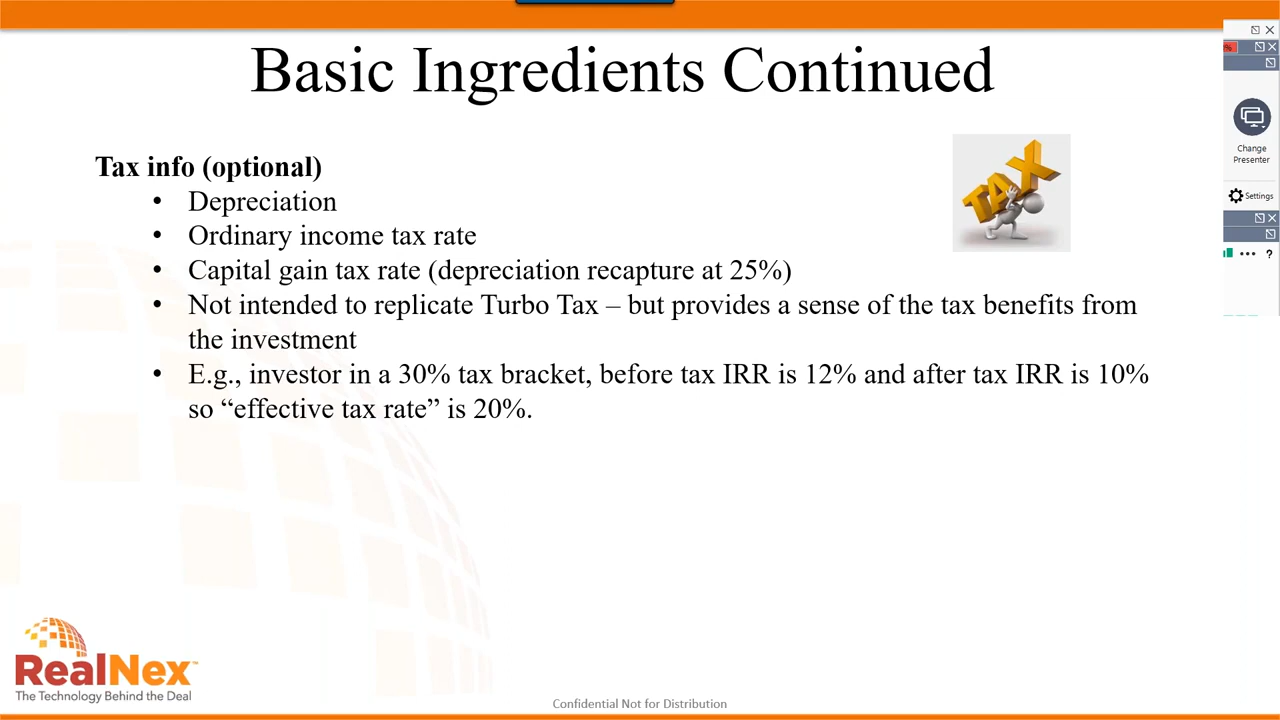 Basic Ingredients Continued
Tax info (optional)
• Depreciation
• Ordinary income tax rate
• Capital gain tax rate (depreciation recapture at 25%)
• Not intended to replicate Turbo Tax – but provides a sense of the tax benefits from
the investment
• E.g., investor in a 30% tax bracket, before tax IRR is 12% and after tax IRR is 10%
so “effective tax rate” is 20%.
TAX
%
Change
Presenter
Settings
?
RealNex™
The Technology Behind the Deal
Confidential Not for Distribution